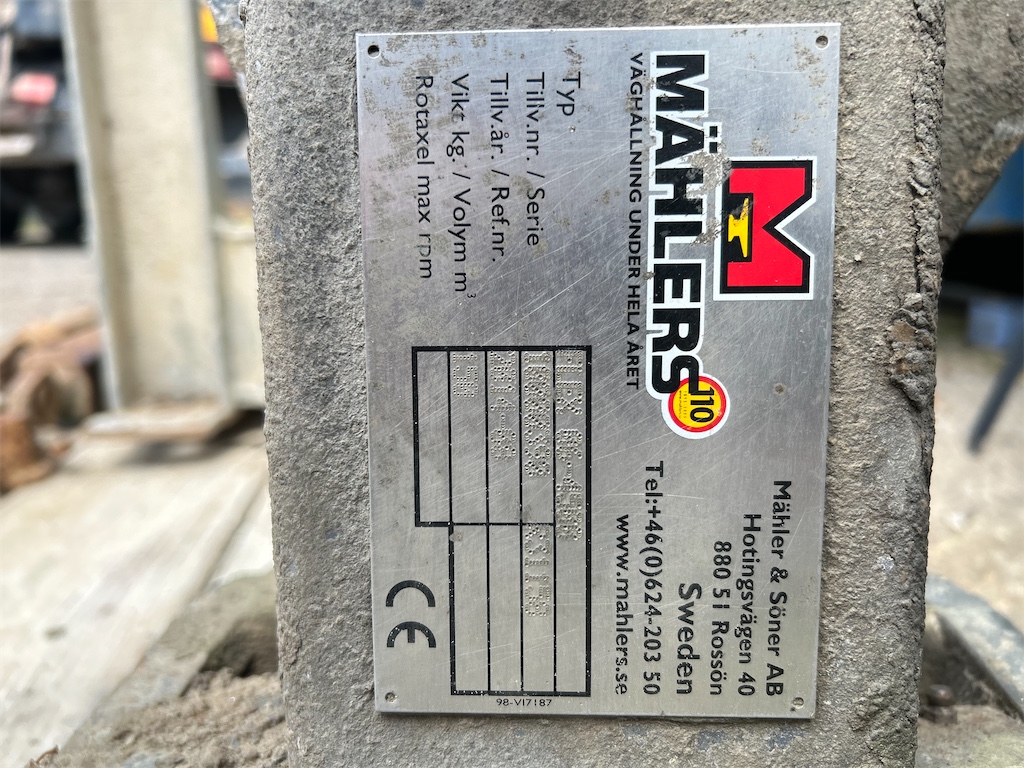 M
MÄHLERS
110
VÄGHÅLLNING UNDER HELA ÅRET
Mähler & Söner AB
Hotingsvägen 40
880 51 Rossön
Sweden
Tel:+46(0)624-203 50
www.mahlers.se
Typ
Tillv.nr. / Serie
Tillv.år. / Ref.nr.
Vikt kg. / Volym m³
Rotaxel max rpm
CE
98-V17187